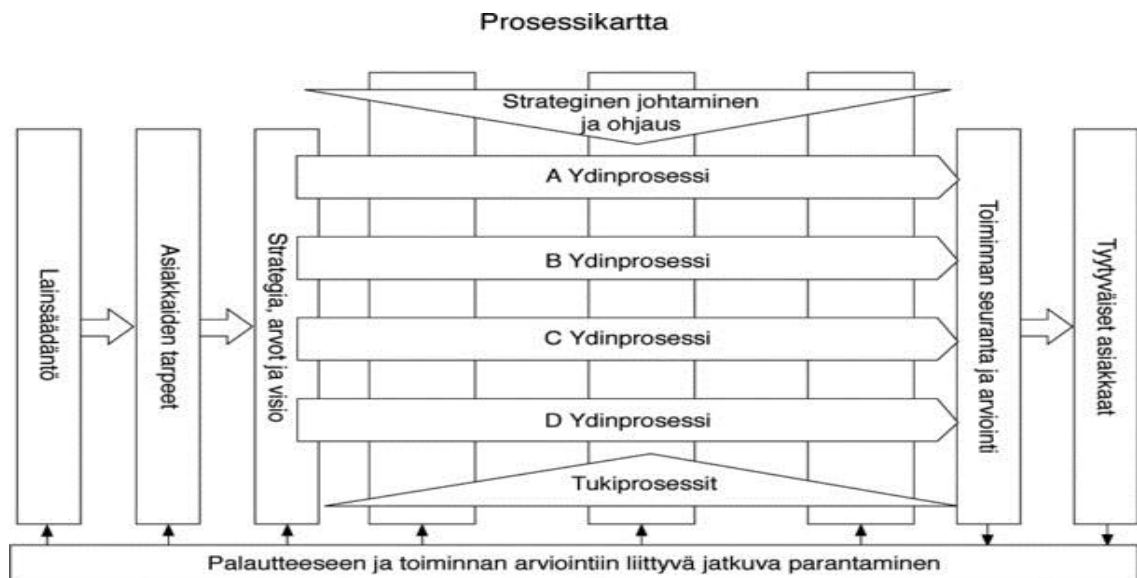 Prosessikartta
Strateginen johtaminen
ja ohjaus
Lainsäädäntö
Asiakkaiden tarpeet
Strategia, arvot ja visio
A Ydinprosessi
B Ydinprosessi
C Ydinprosessi
D Ydinprosessi
Tukiprosessit
Toiminnan seuranta ja arviointi
Tyytyväiset asiakkaat
Palautteeseen ja toiminnan arviointiin liittyvä jatkuva parantaminen